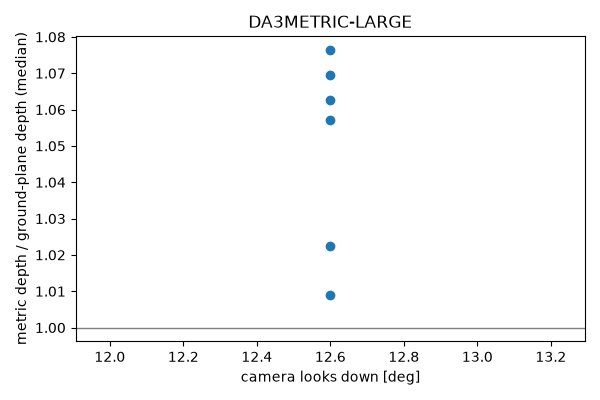 DA3METRIC-LARGE
metric depth / ground-plane depth (median)
1.08
1.07
1.06
1.05
1.04
1.03
1.02
1.01
1.00
12.0 12.2 12.4 12.6 12.8 13.0 13.2
camera looks down [deg]